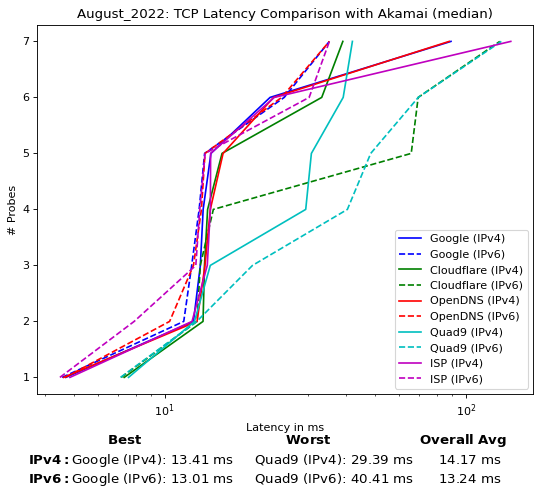 August_2022: TCP Latency Comparison with Akamai (median)
7
6
5
4
3
2
1
# Probes
10¹
10²
Latency in ms
Google (IPv4)
Google (IPv6)
Cloudflare (IPv4)
Cloudflare (IPv6)
OpenDNS (IPv4)
OpenDNS (IPv6)
Quad9 (IPv4)
Quad9 (IPv6)
ISP (IPv4)
ISP (IPv6)
Best Worst Overall Avg
IPv4: Google (IPv4): 13.41 ms Quad9 (IPv4): 29.39 ms 14.17 ms
IPv6: Google (IPv6): 13.01 ms Quad9 (IPv6): 40.41 ms 13.24 ms